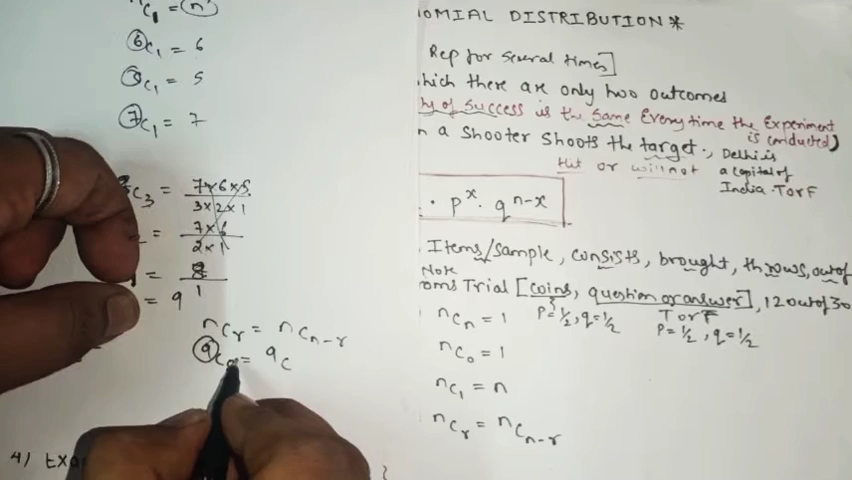 nC₁ = n
6C₁ = 6
5C₁ = 5
7C₁ = 7
C₃ = 7×6×5
3×2×1
= 7×6
2×1
= 8
1
= 9
nCr = nCn-r
9C = 9C
4) Exa
NOMIAL DISTRIBUTION*
Rep for several times]
hich there are only two outcomes
ty of success is the same Every time the Experiment
is conducted)
n a Shooter Shoots the target., Delhi is
Hit or will not a capital of
India. T or F
· pˣ· qⁿ⁻ˣ
Items/sample, consists, brought, throws, out of
Note
oms Trial [coins, question or answer], 12 out of 30
P=½, q=½ T or F
P=½, q=½
nCn = 1
nC₀ = 1
nC₁ = n
nCr = nCn-r